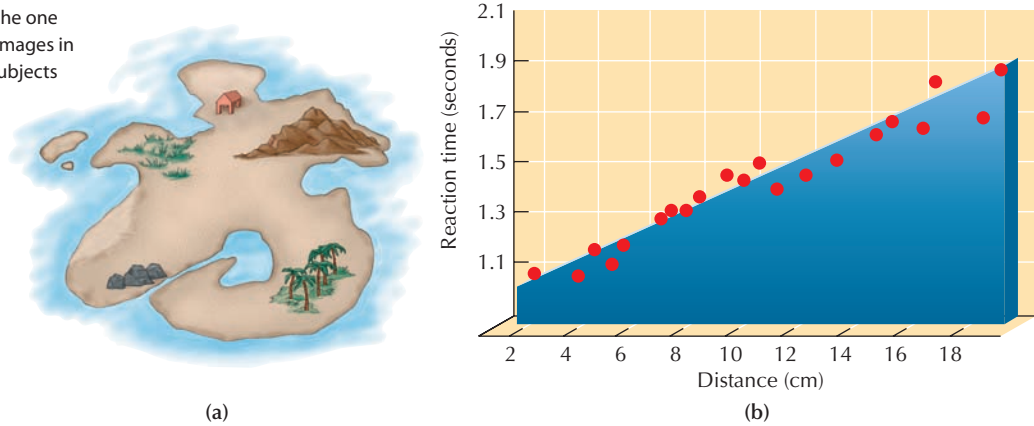 he one
mages in
ubjects
(a)
Reaction time (seconds)
2.1
1.9
1.7
1.5
1.3
1.1
2 4 6 8 10 12 14 16 18
Distance (cm)
(b)